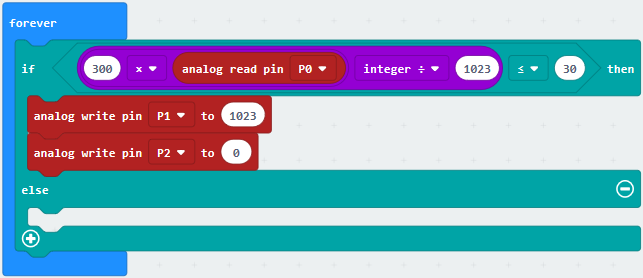 forever
if 300 × analog read pin P0 integer ÷ 1023 ≤ 30 then
analog write pin P1 to 1023
analog write pin P2 to 0
else